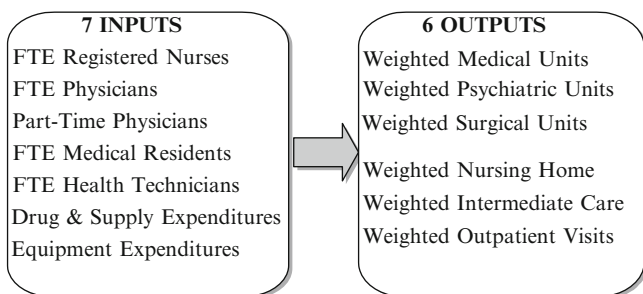 7 INPUTS
FTE Registered Nurses
FTE Physicians
Part-Time Physicians
FTE Medical Residents
FTE Health Technicians
Drug & Supply Expenditures
Equipment Expenditures
6 OUTPUTS
Weighted Medical Units
Weighted Psychiatric Units
Weighted Surgical Units
Weighted Nursing Home
Weighted Intermediate Care
Weighted Outpatient Visits